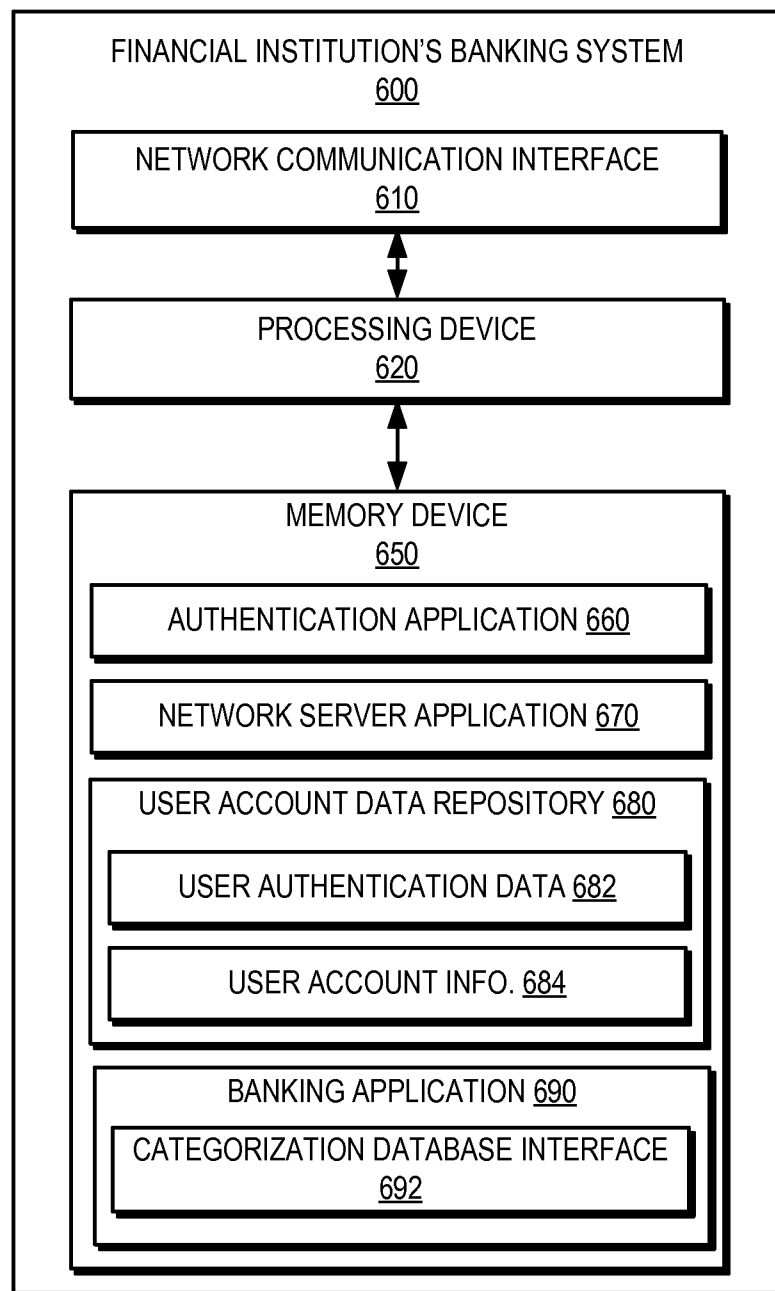 FINANCIAL INSTITUTION'S BANKING SYSTEM
600
NETWORK COMMUNICATION INTERFACE
610
PROCESSING DEVICE
620
MEMORY DEVICE
650
AUTHENTICATION APPLICATION 660
NETWORK SERVER APPLICATION 670
USER ACCOUNT DATA REPOSITORY 680
USER AUTHENTICATION DATA 682
USER ACCOUNT INFO. 684
BANKING APPLICATION 690
CATEGORIZATION DATABASE INTERFACE
692